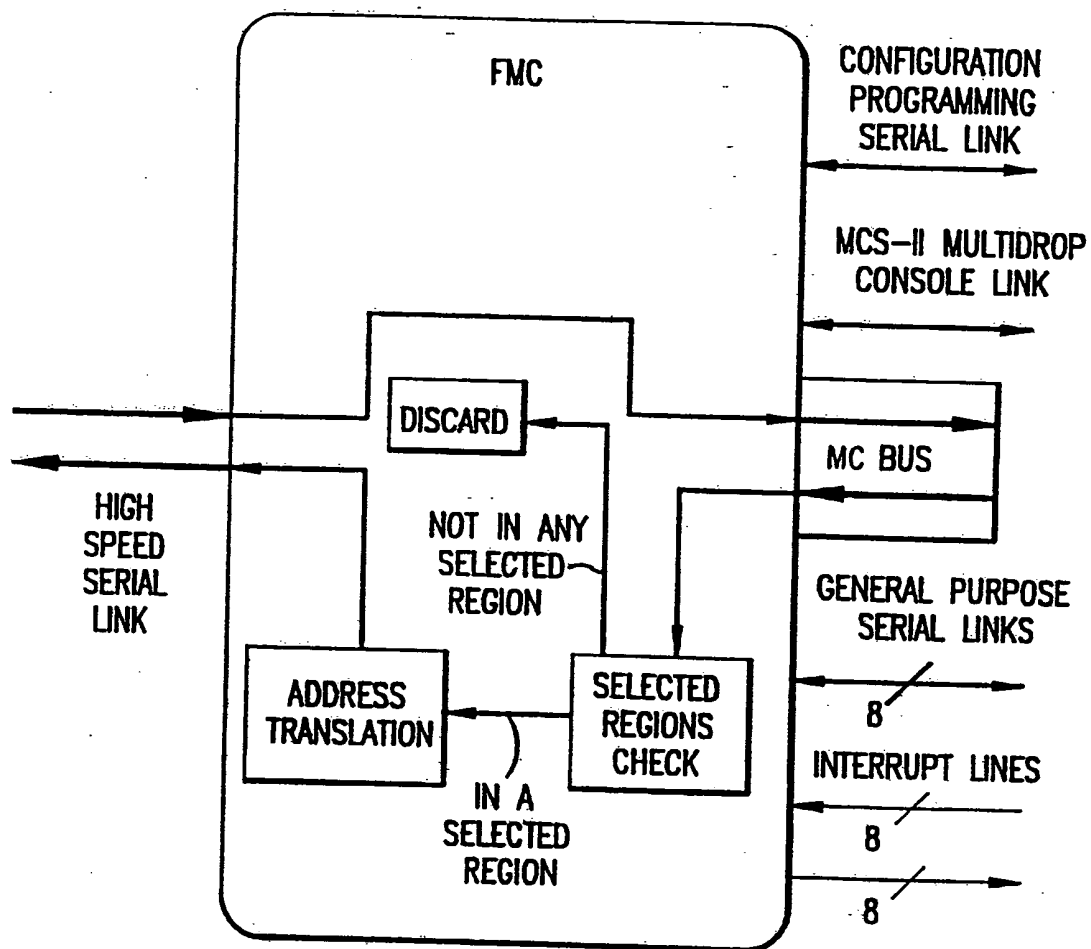 FMC
CONFIGURATION
PROGRAMMING
SERIAL LINK
MCS-II MULTIDROP
CONSOLE LINK
DISCARD
MC BUS
HIGH
SPEED
SERIAL
LINK
NOT IN ANY
SELECTED
REGION
GENERAL PURPOSE
SERIAL LINKS
8
ADDRESS
TRANSLATION
SELECTED
REGIONS
CHECK
IN A
SELECTED
REGION
INTERRUPT LINES
8
8